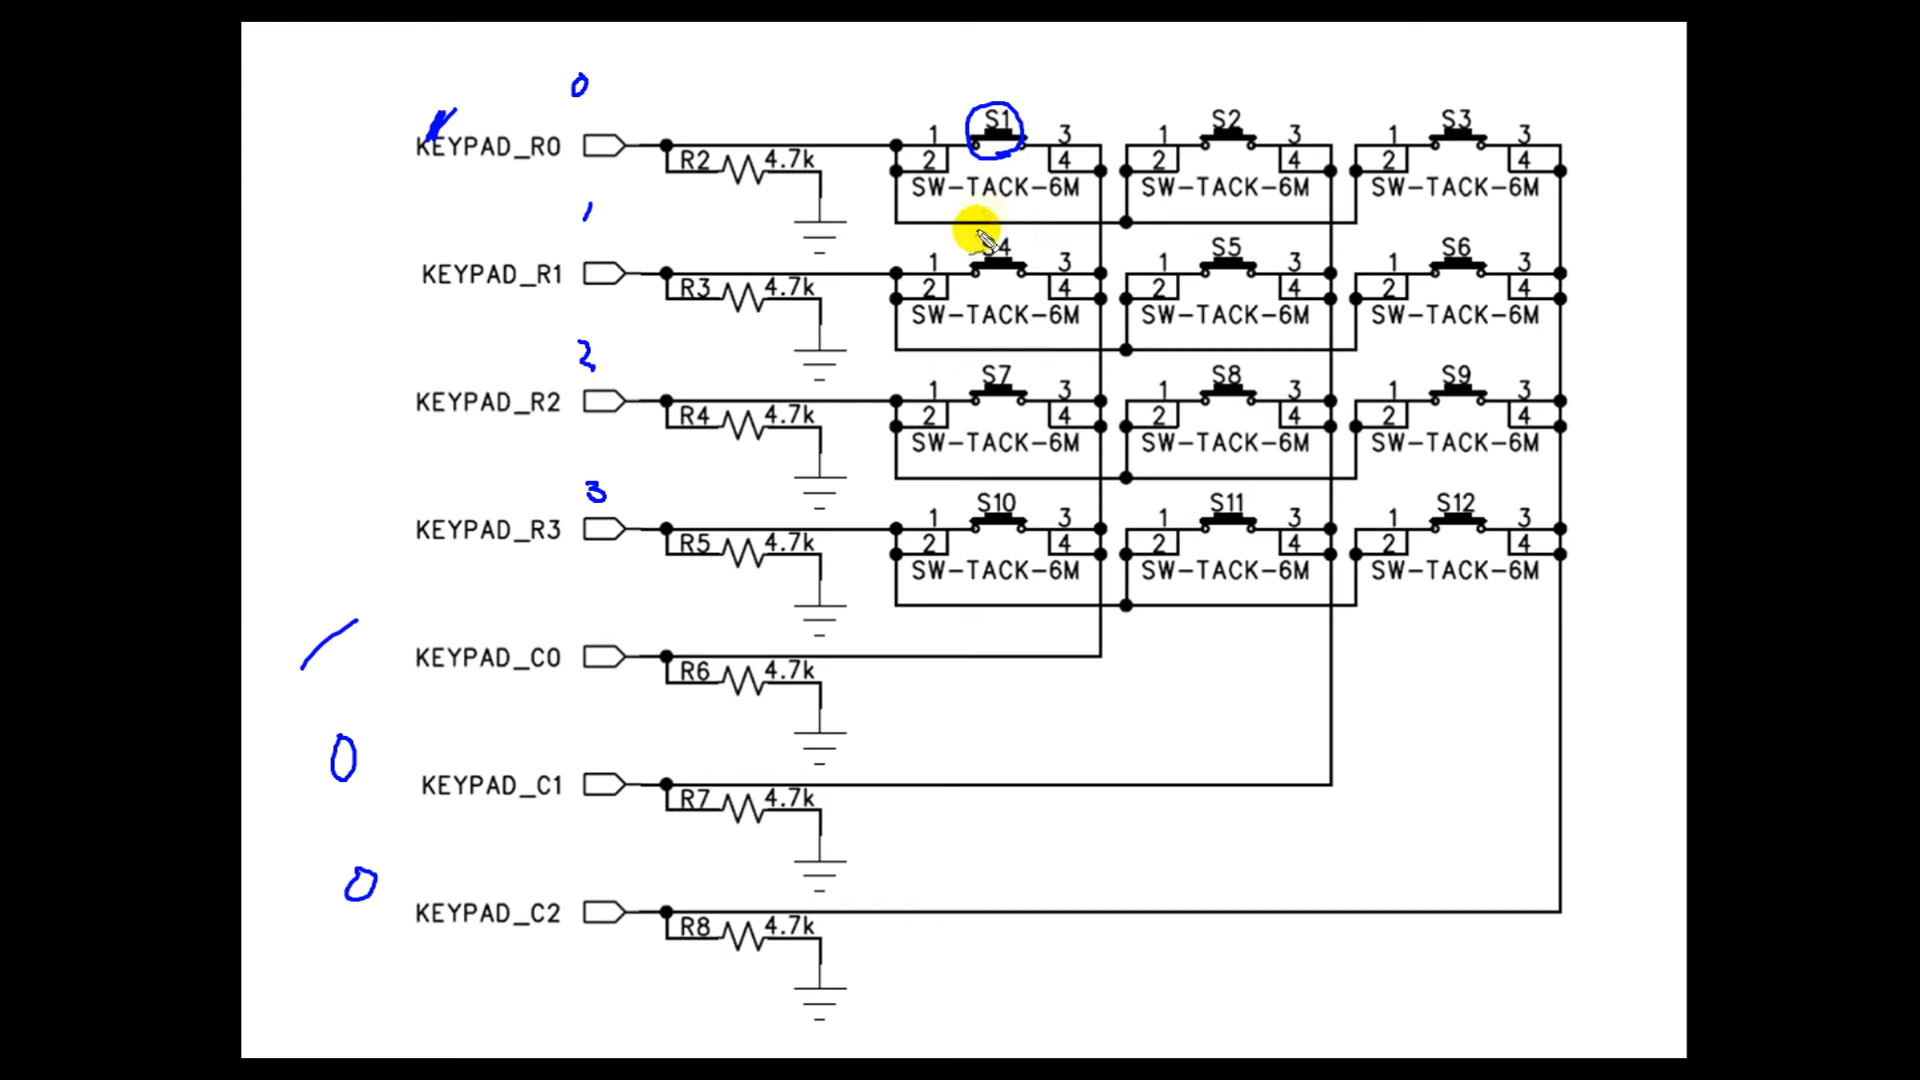 0
KEYPAD_R0 R2 4.7k 1 2 S1 3 4 1 2 S2 3 4 1 2 S3 3 4
SW-TACK-6M SW-TACK-6M SW-TACK-6M
1
KEYPAD_R1 R3 4.7k 1 2 S4 3 4 1 2 S5 3 4 1 2 S6 3 4
SW-TACK-6M SW-TACK-6M SW-TACK-6M
2
KEYPAD_R2 R4 4.7k 1 2 S7 3 4 1 2 S8 3 4 1 2 S9 3 4
SW-TACK-6M SW-TACK-6M SW-TACK-6M
3
KEYPAD_R3 R5 4.7k 1 2 S10 3 4 1 2 S11 3 4 1 2 S12 3 4
SW-TACK-6M SW-TACK-6M SW-TACK-6M
KEYPAD_C0 R6 4.7k
0
KEYPAD_C1 R7 4.7k
0
KEYPAD_C2 R8 4.7k